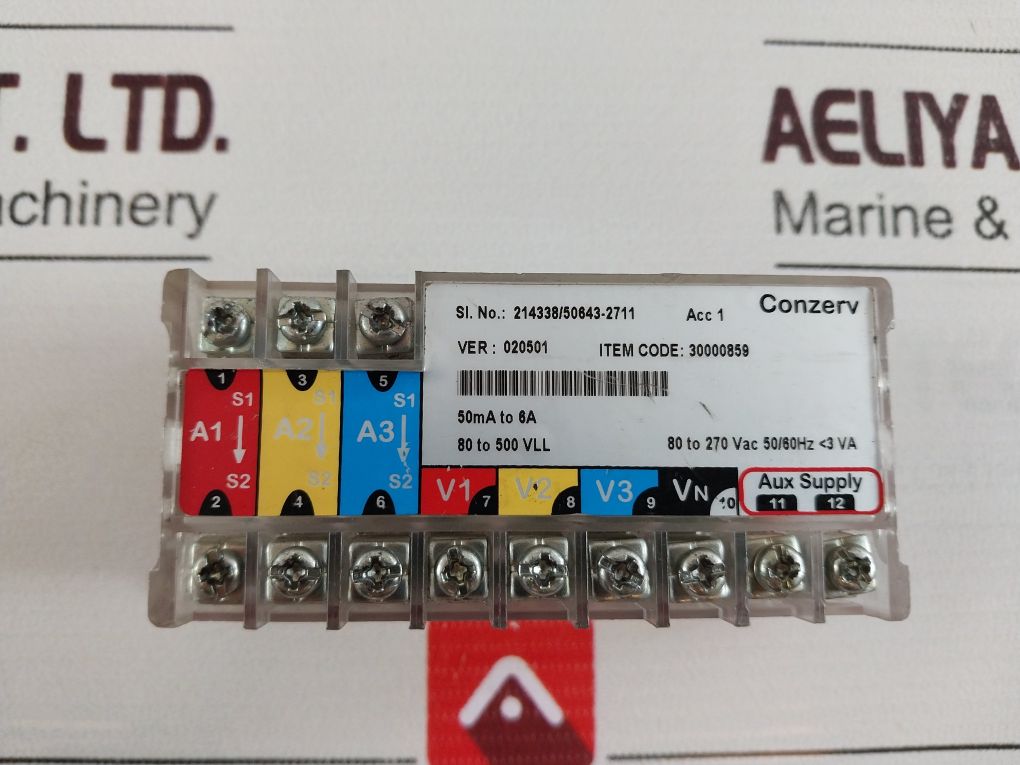 T. LTD.
achinery
AELIYA
Marine &
Sl. No.: 214338/50643-2711 Acc 1 Conzerv
VER : 020501 ITEM CODE: 30000859
50mA to 6A
80 to 500 VLL 80 to 270 Vac 50/60Hz <3 VA
1 3 5
S1 S1 S1
A1 A2 A3
S2 S2 S2
2 4 6
V1 7 V2 8 V3 9 VN 10
Aux Supply
11 12